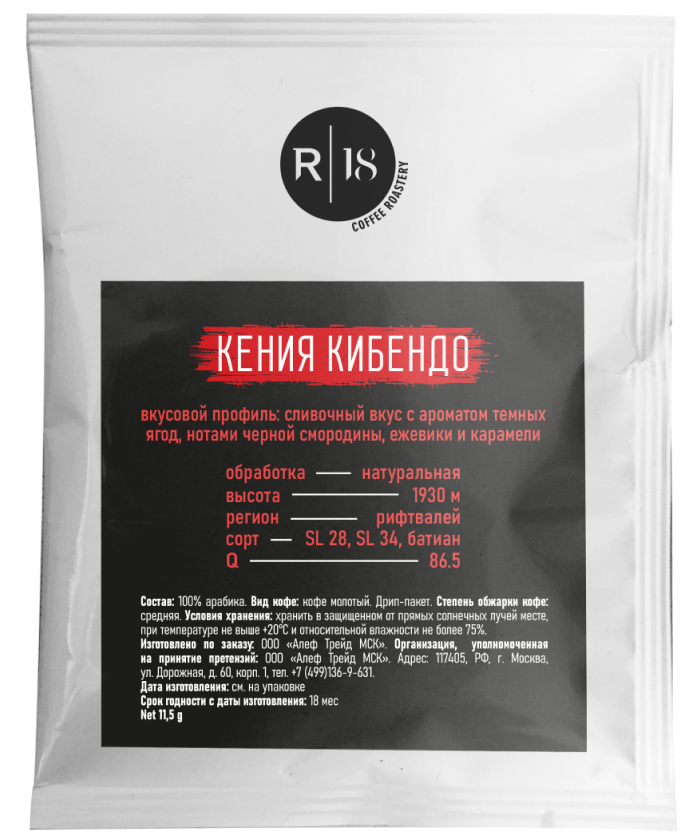 R 18
COFFEE ROASTERY
КЕНИЯ КИБЕНДО
вкусовой профиль: сливочный вкус с ароматом темных
ягод, нотами черной смородины, ежевики и карамели
обработка — натуральная
высота — 1930 м
регион — рифтвалей
сорт — SL 28, SL 34, батиан
Q — 86.5
Состав: 100% арабика. Вид кофе: кофе молотый. Дрип-пакет. Степень обжарки кофе:
средняя. Условия хранения: хранить в защищенном от прямых солнечных лучей месте,
при температуре не выше +20°C и относительной влажности не более 75%.
Изготовлено по заказу: ООО «Алеф Трейд МСК». Организация, уполномоченная
на принятие претензий: ООО «Алеф Трейд МСК». Адрес: 117405, РФ, г. Москва,
ул. Дорожная, д. 60, корп. 1, тел. +7 (499)136-9-631.
Дата изготовления: см. на упаковке
Срок годности с даты изготовления: 18 мес
Net 11,5 g